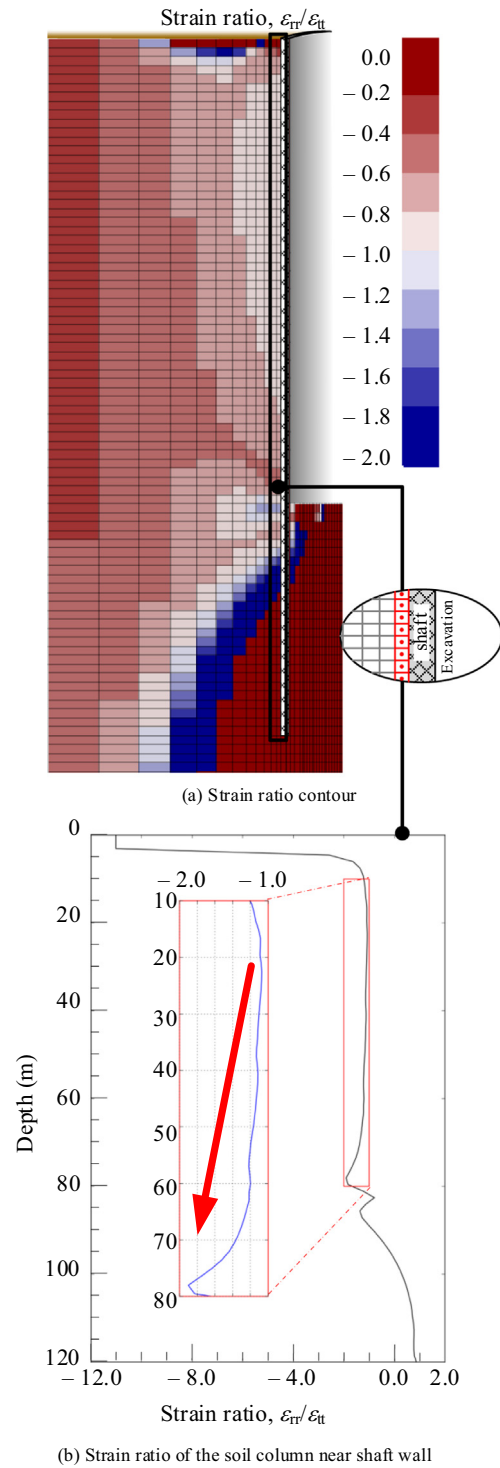 Strain ratio, εrr/εtt
0.0
– 0.2
– 0.4
– 0.6
– 0.8
– 1.0
– 1.2
– 1.4
– 1.6
– 1.8
– 2.0
shaft
Excavation
(a) Strain ratio contour
0
20
40
60
80
100
120
Depth (m)
– 2.0 – 1.0
10
20
30
40
50
60
70
80
– 12.0 – 8.0 –4.0 0.0 2.0
Strain ratio, εrr/εtt
(b) Strain ratio of the soil column near shaft wall